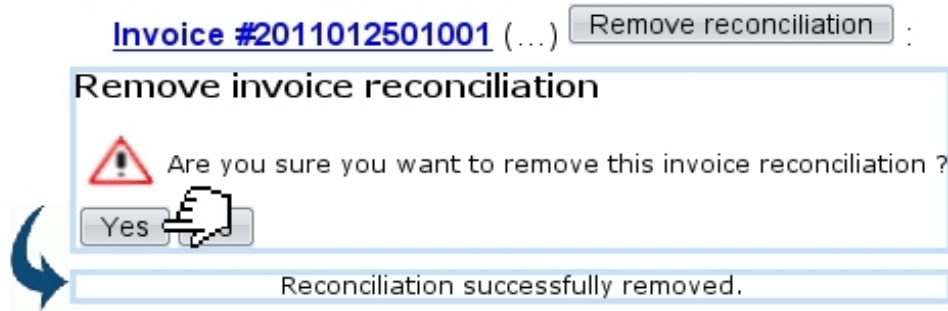 Invoice #2011012501001 (...) Remove reconciliation :
Remove invoice reconciliation
Are you sure you want to remove this invoice reconciliation ?
Yes
Reconciliation successfully removed.